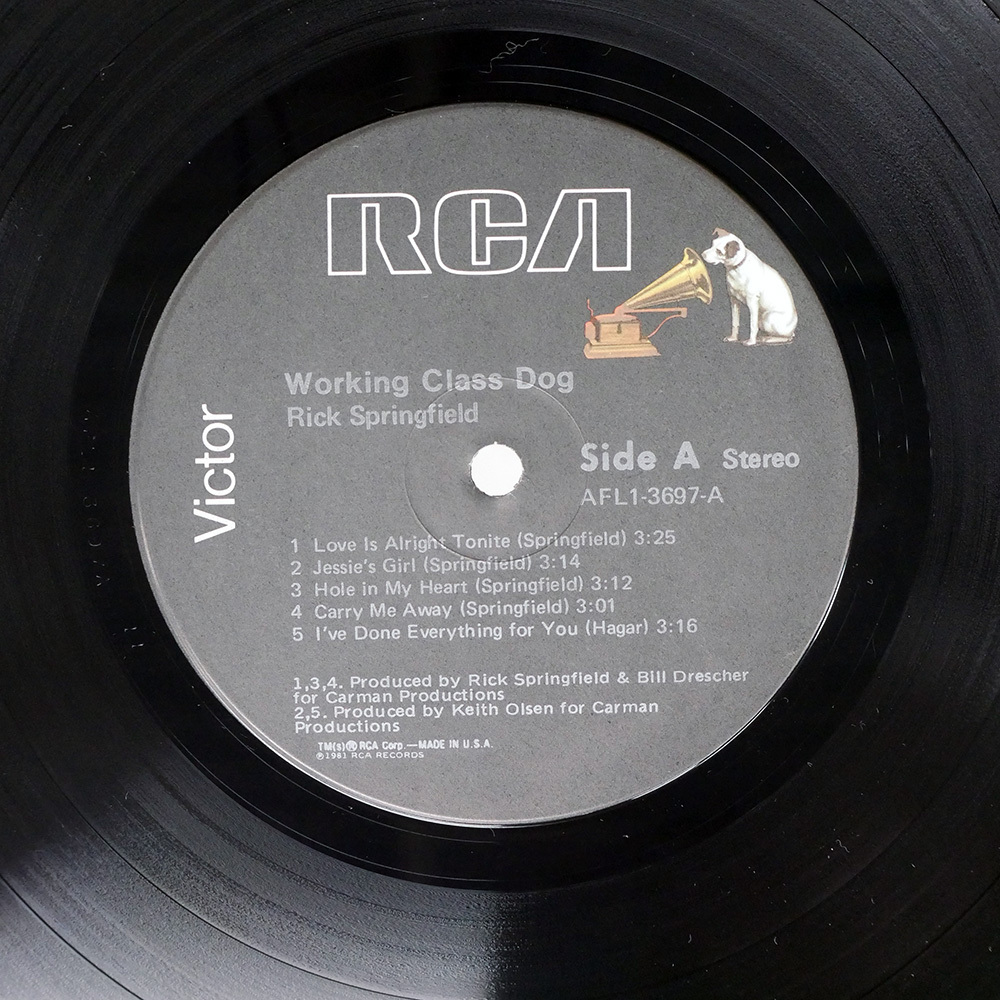 RCA
Victor
Working Class Dog
Rick Springfield
Side A Stereo
AFL1-3697-A
1 Love Is Alright Tonite (Springfield) 3:25
2 Jessie's Girl (Springfield) 3:14
3 Hole in My Heart (Springfield) 3:12
4 Carry Me Away (Springfield) 3:01
5 I've Done Everything for You (Hagar) 3:16
1,3,4. Produced by Rick Springfield & Bill Drescher
for Carman Productions
2,5. Produced by Keith Olsen for Carman
Productions
TM(s)® RCA Corp.—MADE IN U.S.A.
℗1981 RCA RECORDS